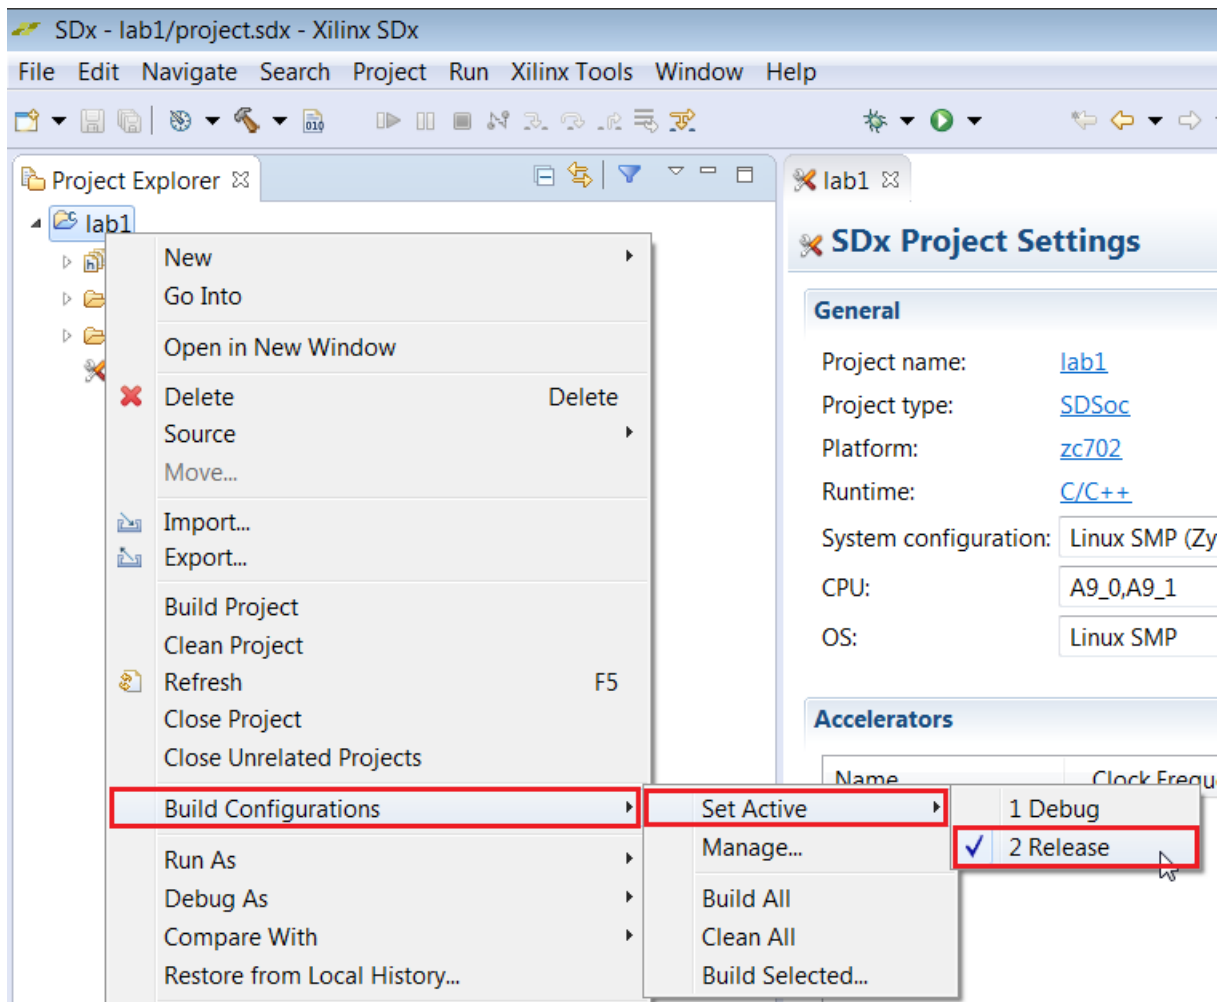 SDx - lab1/project.sdx - Xilinx SDx
File Edit Navigate Search Project Run Xilinx Tools Window Help
010
Project Explorer
lab1
New
Go Into
Open in New Window
Delete Delete
Source
Move...
Import...
Export...
Build Project
Clean Project
Refresh F5
Close Project
Close Unrelated Projects
Build Configurations
Run As
Debug As
Compare With
Restore from Local History...
Set Active
Manage...
Build All
Clean All
Build Selected...
1 Debug
2 Release
lab1
SDx Project Settings
General
Project name: lab1
Project type: SDSoc
Platform: zc702
Runtime: C/C++
System configuration: Linux SMP (Zy
CPU: A9_0,A9_1
OS: Linux SMP
Accelerators
Name Clock Frequ